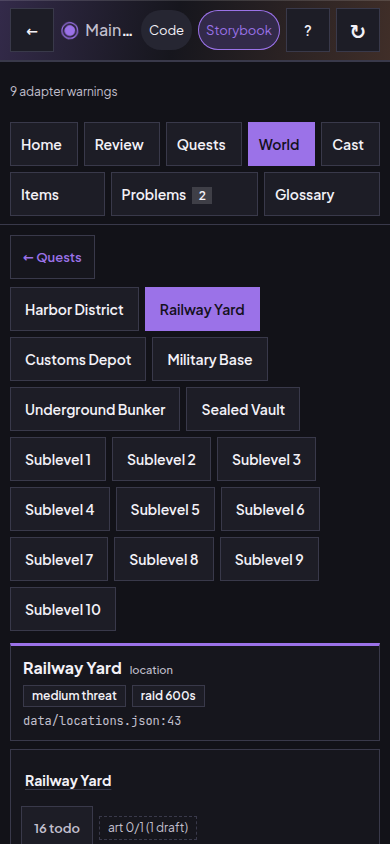 ← Main... Code Storybook ? ↻
9 adapter warnings
Home Review Quests World Cast
Items Problems 2 Glossary
← Quests
Harbor District Railway Yard
Customs Depot Military Base
Underground Bunker Sealed Vault
Sublevel 1 Sublevel 2 Sublevel 3
Sublevel 4 Sublevel 5 Sublevel 6
Sublevel 7 Sublevel 8 Sublevel 9
Sublevel 10
Railway Yard location
medium threat raid 600s
data/locations.json:43
Railway Yard
16 todo art 0/1 (1 draft)